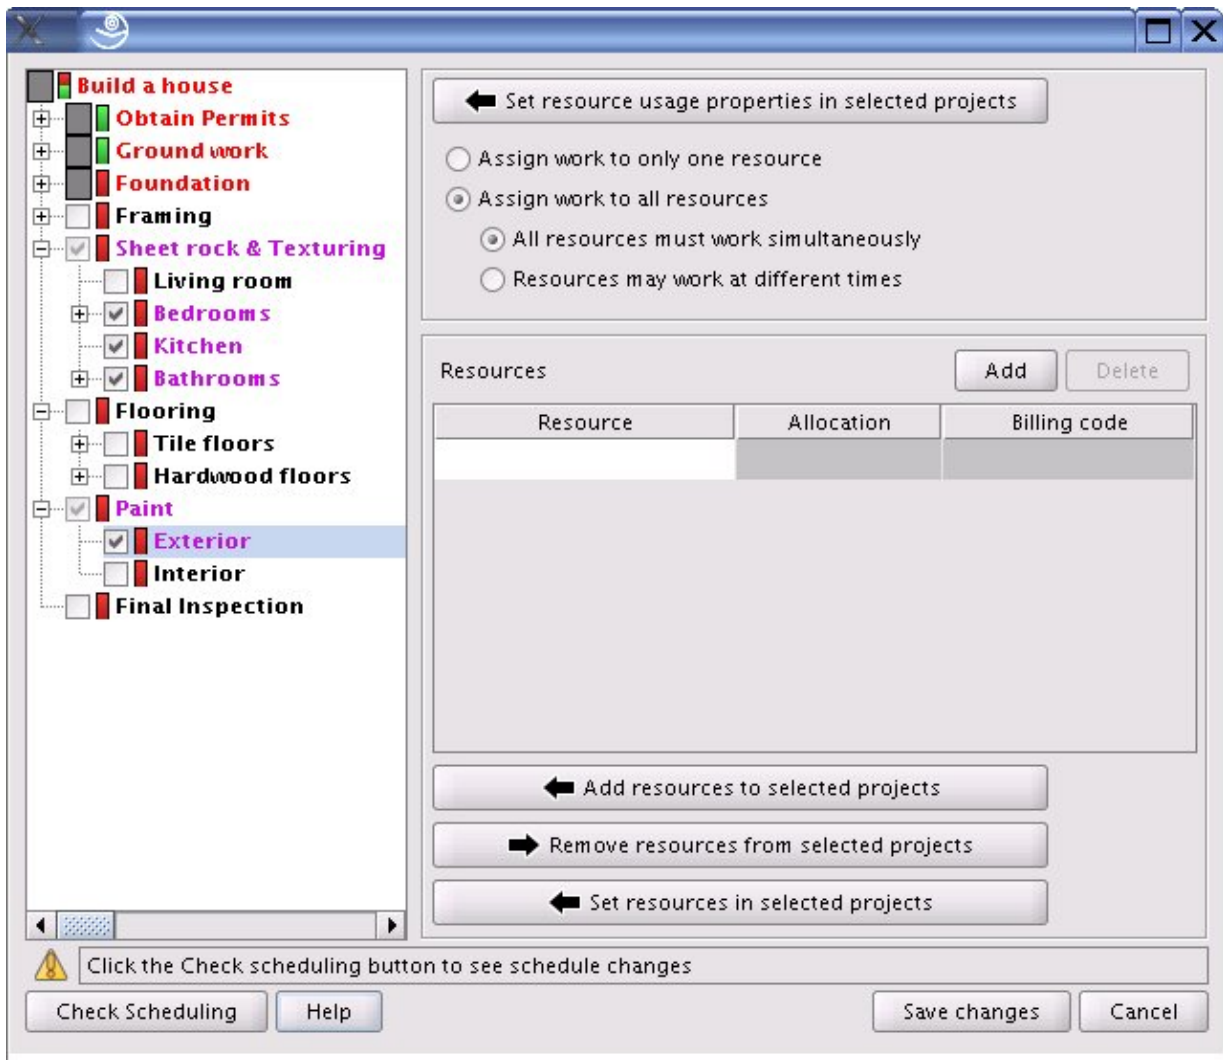 Build a house
Obtain Permits
Ground work
Foundation
Framing
Sheet rock & Texturing
Living room
Bedrooms
Kitchen
Bathrooms
Flooring
Tile floors
Hardwood floors
Paint
Exterior
Interior
Final Inspection
Set resource usage properties in selected projects
Assign work to only one resource
Assign work to all resources
All resources must work simultaneously
Resources may work at different times
Resources Add Delete
Resource Allocation Billing code
Add resources to selected projects
Remove resources from selected projects
Set resources in selected projects
Click the Check scheduling button to see schedule changes
Check Scheduling Help Save changes Cancel